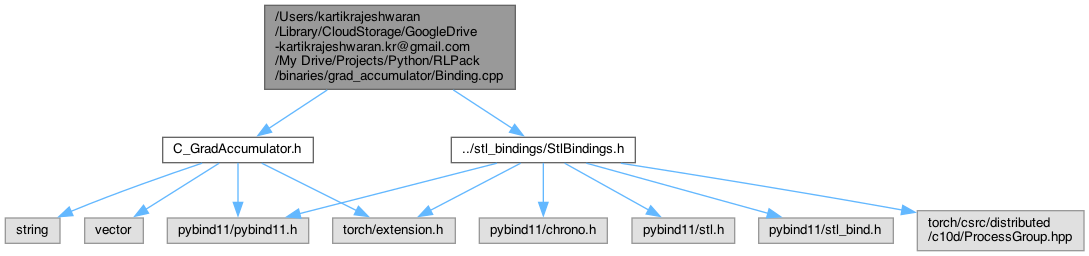 /Users/kartikrajeshwaran
/Library/CloudStorage/GoogleDrive
-kartikrajeshwaran.kr@gmail.com
/My Drive/Projects/Python/RLPack
/binaries/grad_accumulator/Binding.cpp
C_GradAccumulator.h
../stl_bindings/StlBindings.h
string
vector
pybind11/pybind11.h
torch/extension.h
pybind11/chrono.h
pybind11/stl.h
pybind11/stl_bind.h
torch/csrc/distributed
/c10d/ProcessGroup.hpp